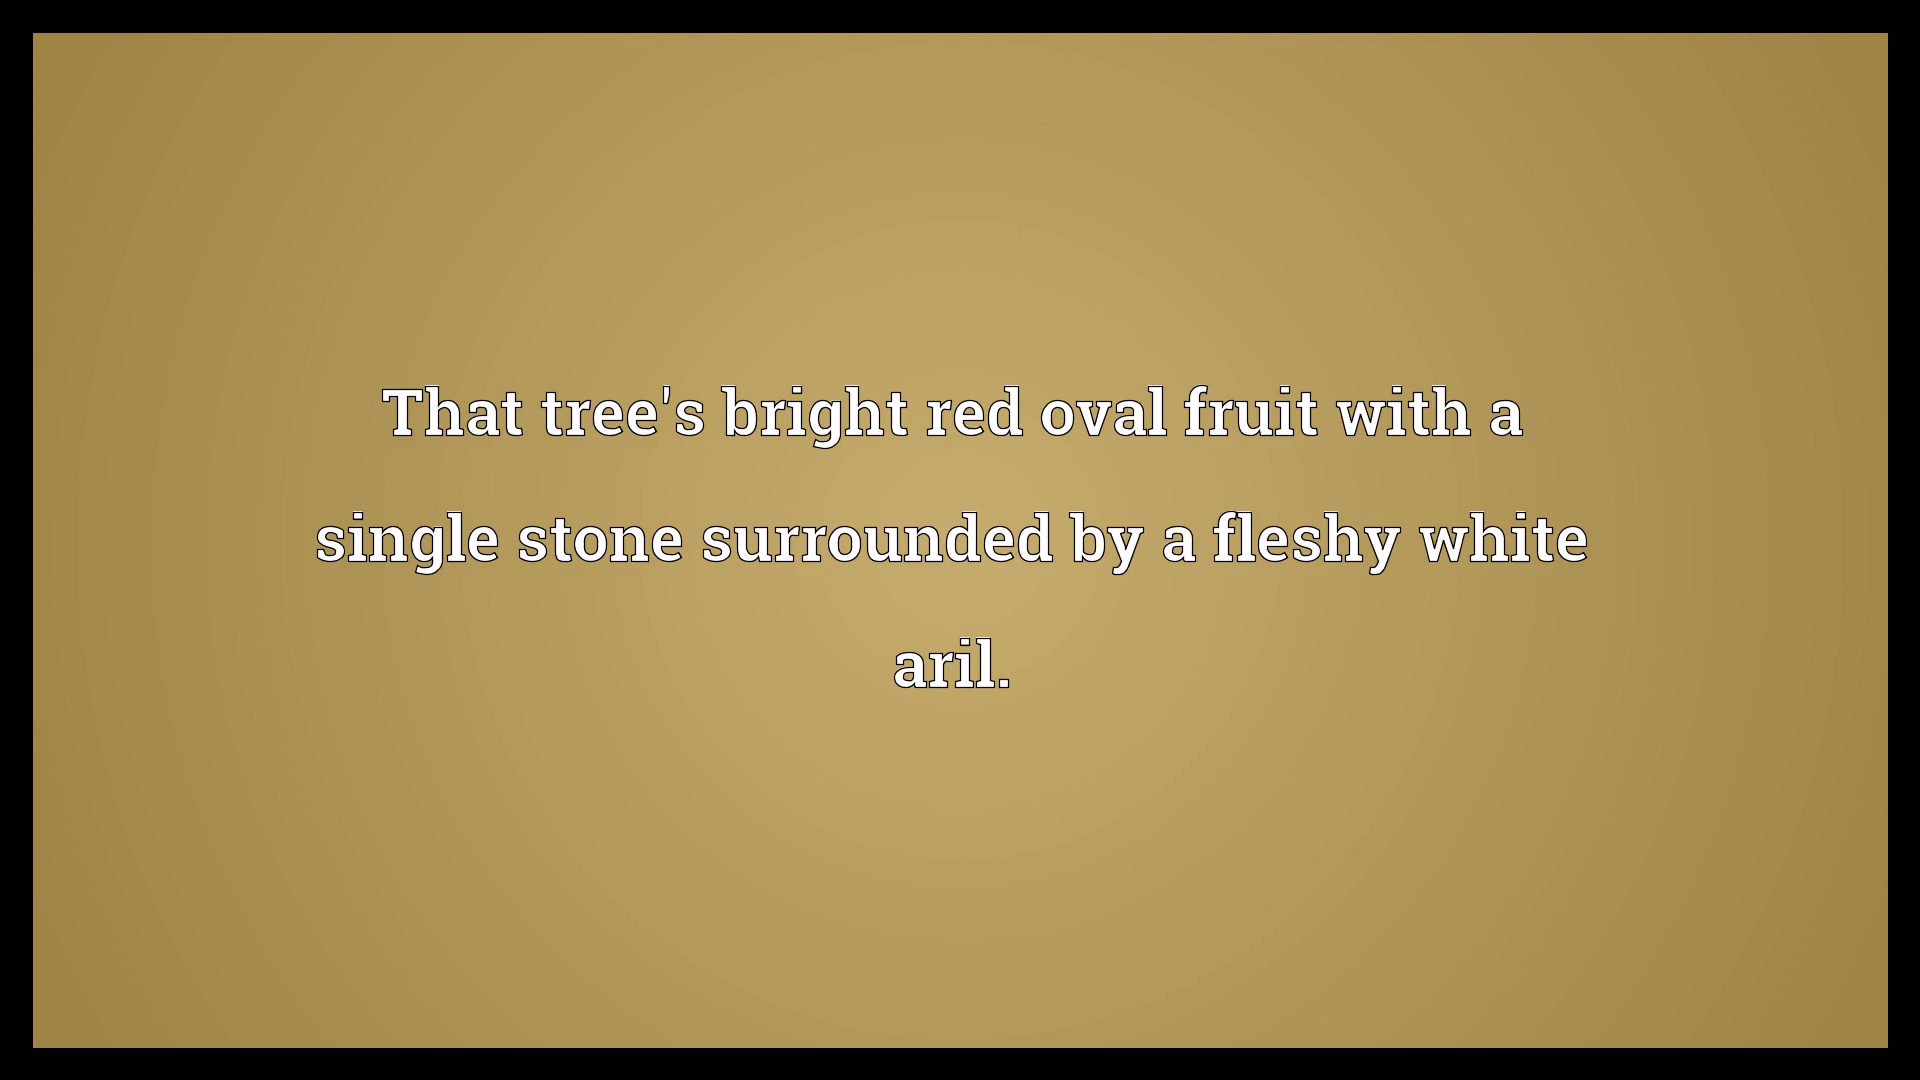 That tree's bright red oval fruit with a
single stone surrounded by a fleshy white
aril.